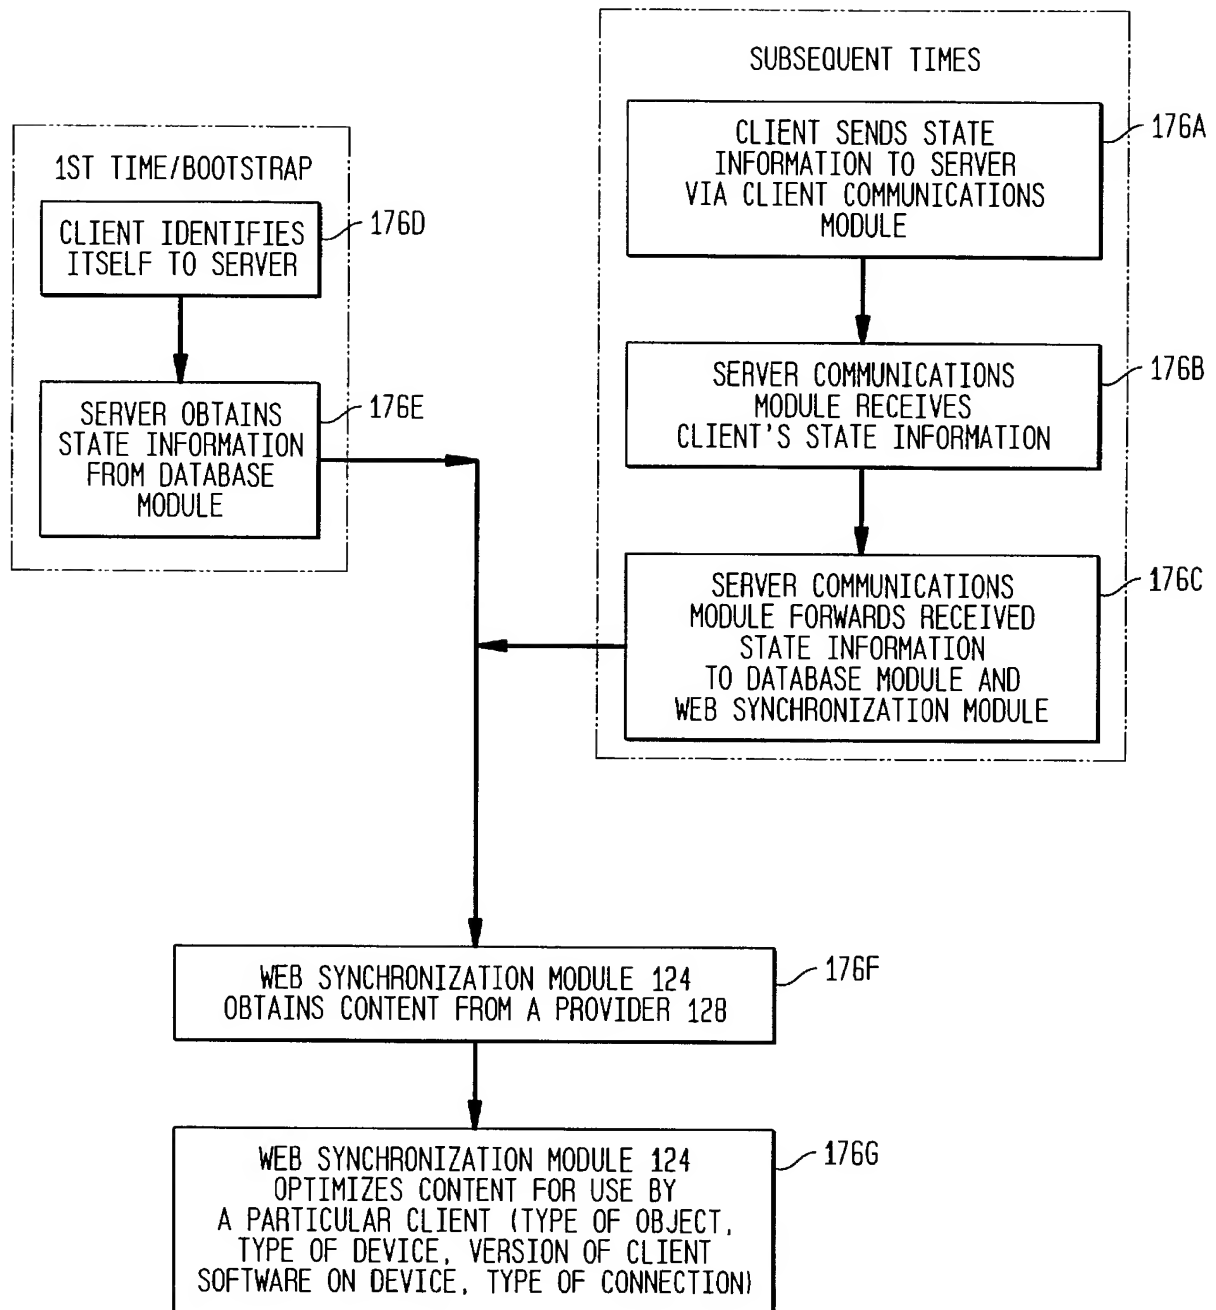 1ST TIME/BOOTSTRAP
CLIENT IDENTIFIES
ITSELF TO SERVER
176D
SERVER OBTAINS
STATE INFORMATION
FROM DATABASE
MODULE
176E
SUBSEQUENT TIMES
CLIENT SENDS STATE
INFORMATION TO SERVER
VIA CLIENT COMMUNICATIONS
MODULE
176A
SERVER COMMUNICATIONS
MODULE RECEIVES
CLIENT'S STATE INFORMATION
176B
SERVER COMMUNICATIONS
MODULE FORWARDS RECEIVED
STATE INFORMATION
TO DATABASE MODULE AND
WEB SYNCHRONIZATION MODULE
176C
WEB SYNCHRONIZATION MODULE 124
OBTAINS CONTENT FROM A PROVIDER 128
176F
WEB SYNCHRONIZATION MODULE 124
OPTIMIZES CONTENT FOR USE BY
A PARTICULAR CLIENT (TYPE OF OBJECT,
TYPE OF DEVICE, VERSION OF CLIENT
SOFTWARE ON DEVICE, TYPE OF CONNECTION)
176G